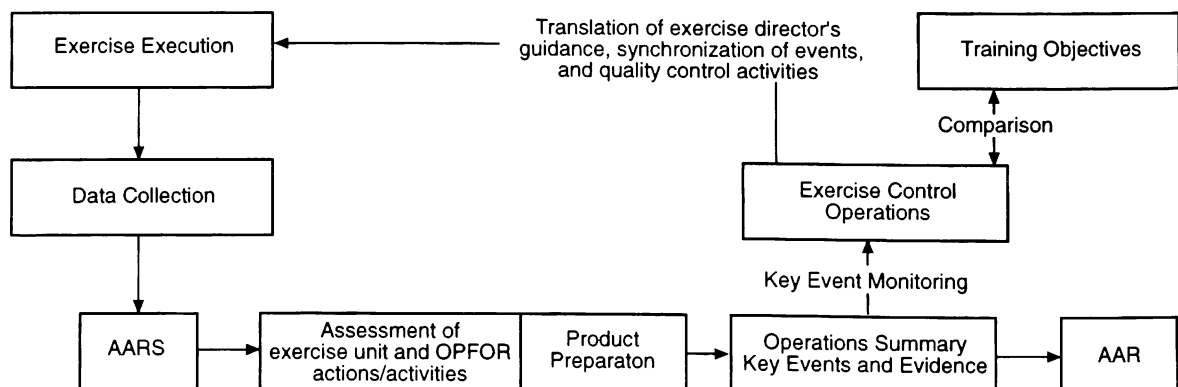 Exercise Execution
Translation of exercise director's
guidance, synchronization of events,
and quality control activities
Training Objectives
Comparison
Data Collection
Exercise Control
Operations
Key Event Monitoring
AARS
Assessment of
exercise unit and OPFOR
actions/activities
Product
Preparaton
Operations Summary
Key Events and Evidence
AAR